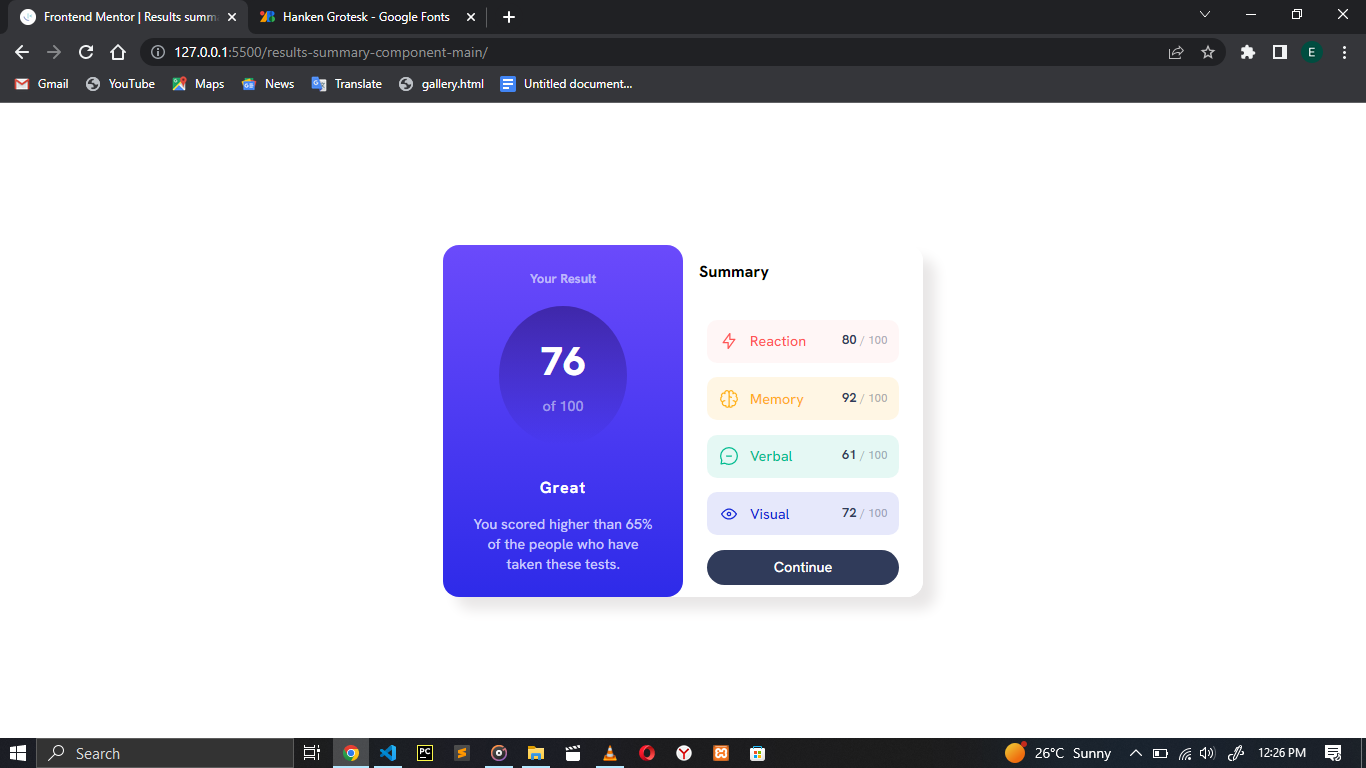 Frontend Mentor | Results summ
Hanken Grotesk - Google Fonts
127.0.0.1:5500/results-summary-component-main/
E
Gmail
YouTube
Maps
News
Translate
gallery.html
Untitled document...
Your Result
76
of 100
Great
You scored higher than 65%
of the people who have
taken these tests.
Summary
Reaction 80 / 100
Memory 92 / 100
Verbal 61 / 100
Visual 72 / 100
Continue
Search
PC
26°C Sunny
12:26 PM